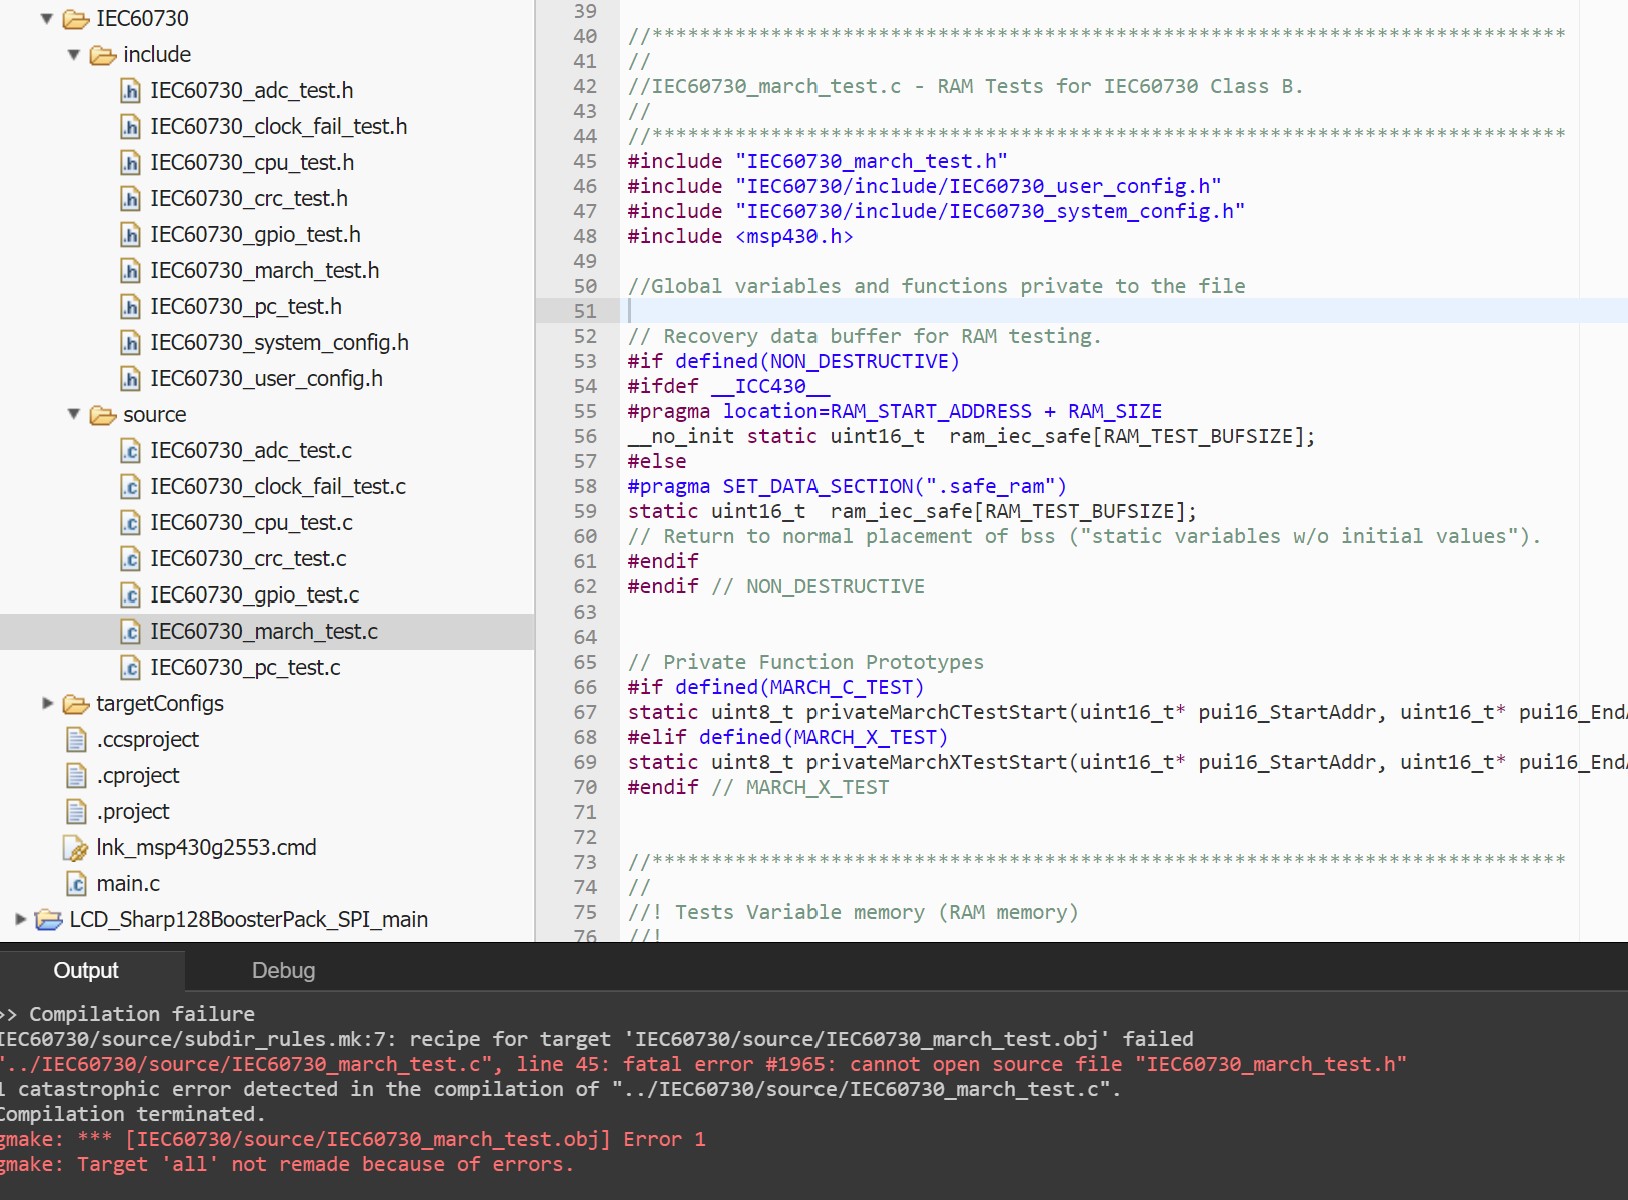 IEC60730
include
IEC60730_adc_test.h
IEC60730_clock_fail_test.h
IEC60730_cpu_test.h
IEC60730_crc_test.h
IEC60730_gpio_test.h
IEC60730_march_test.h
IEC60730_pc_test.h
IEC60730_system_config.h
IEC60730_user_config.h
source
IEC60730_adc_test.c
IEC60730_clock_fail_test.c
IEC60730_cpu_test.c
IEC60730_crc_test.c
IEC60730_gpio_test.c
IEC60730_march_test.c
IEC60730_pc_test.c
targetConfigs
.ccsproject
.cproject
.project
lnk_msp430g2553.cmd
main.c
LCD_Sharp128BoosterPack_SPI_main
39
40 //*****************************************************************************
41 //
42 //IEC60730_march_test.c - RAM Tests for IEC60730 Class B.
43 //
44 //*****************************************************************************
45 #include "IEC60730_march_test.h"
46 #include "IEC60730/include/IEC60730_user_config.h"
47 #include "IEC60730/include/IEC60730_system_config.h"
48 #include <msp430.h>
49
50 //Global variables and functions private to the file
51
52 // Recovery data buffer for RAM testing.
53 #if defined(NON_DESTRUCTIVE)
54 #ifdef __ICC430__
55 #pragma location=RAM_START_ADDRESS + RAM_SIZE
56 __no_init static uint16_t  ram_iec_safe[RAM_TEST_BUFSIZE];
57 #else
58 #pragma SET_DATA_SECTION(".safe_ram")
59 static uint16_t  ram_iec_safe[RAM_TEST_BUFSIZE];
60 // Return to normal placement of bss ("static variables w/o initial values").
61 #endif
62 #endif // NON_DESTRUCTIVE
63
64
65 // Private Function Prototypes
66 #if defined(MARCH_C_TEST)
67 static uint8_t privateMarchCTestStart(uint16_t* pui16_StartAddr, uint16_t* pui16_End
68 #elif defined(MARCH_X_TEST)
69 static uint8_t privateMarchXTestStart(uint16_t* pui16_StartAddr, uint16_t* pui16_End
70 #endif // MARCH_X_TEST
71
72
73 //*****************************************************************************
74 //
75 //! Tests Variable memory (RAM memory)
76 //!
Output Debug
>> Compilation failure
IEC60730/source/subdir_rules.mk:7: recipe for target 'IEC60730/source/IEC60730_march_test.obj' failed
"../IEC60730/source/IEC60730_march_test.c", line 45: fatal error #1965: cannot open source file "IEC60730_march_test.h"
1 catastrophic error detected in the compilation of "../IEC60730/source/IEC60730_march_test.c".
Compilation terminated.
gmake: *** [IEC60730/source/IEC60730_march_test.obj] Error 1
gmake: Target 'all' not remade because of errors.